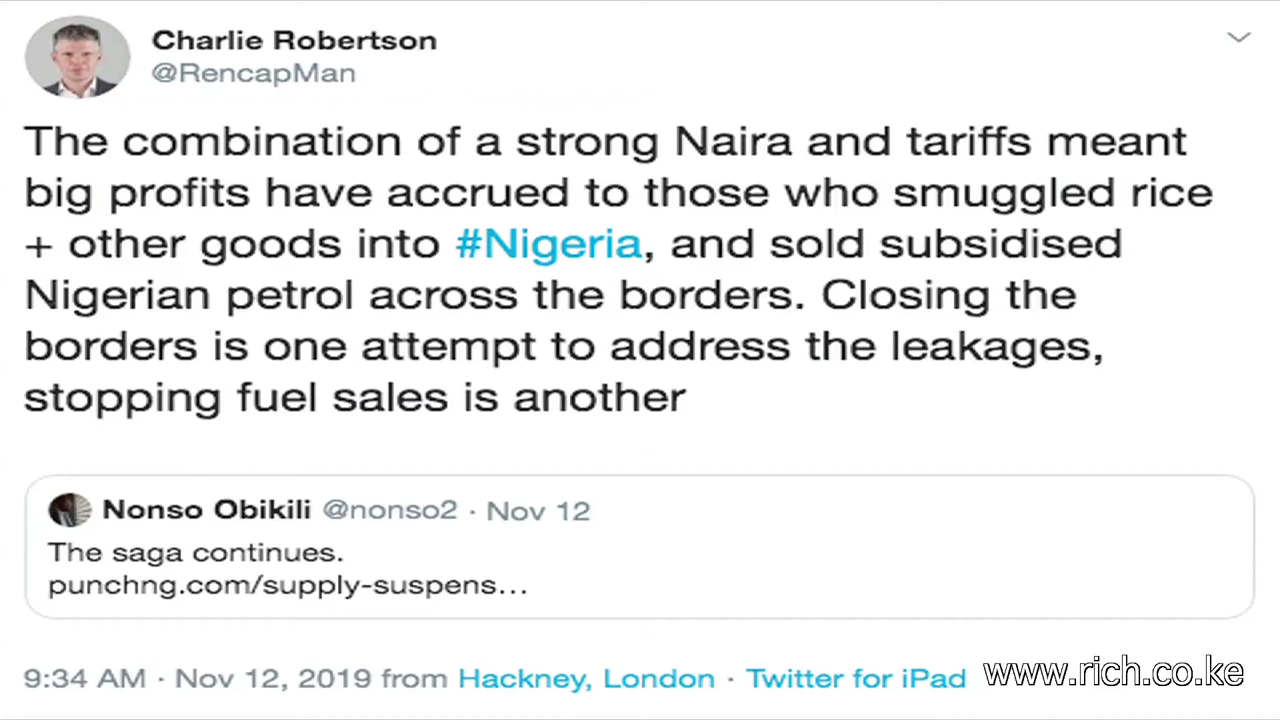 Charlie Robertson
@RencapMan
The combination of a strong Naira and tariffs meant
big profits have accrued to those who smuggled rice
+ other goods into #Nigeria, and sold subsidised
Nigerian petrol across the borders. Closing the
borders is one attempt to address the leakages,
stopping fuel sales is another
Nonso Obikili @nonso2 · Nov 12
The saga continues.
punchng.com/supply-suspens...
9:34 AM · Nov 12, 2019 from Hackney, London · Twitter for iPad
www.rich.co.ke